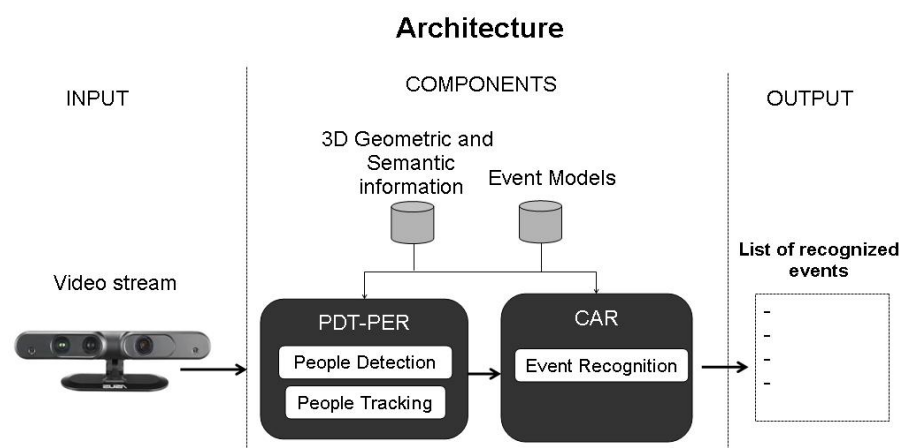 Architecture
INPUT
COMPONENTS
OUTPUT
3D Geometric and
Semantic
information
Event Models
List of recognized
events
Video stream
PDT-PER
CAR
People Detection
Event Recognition
People Tracking
-
-
-
-